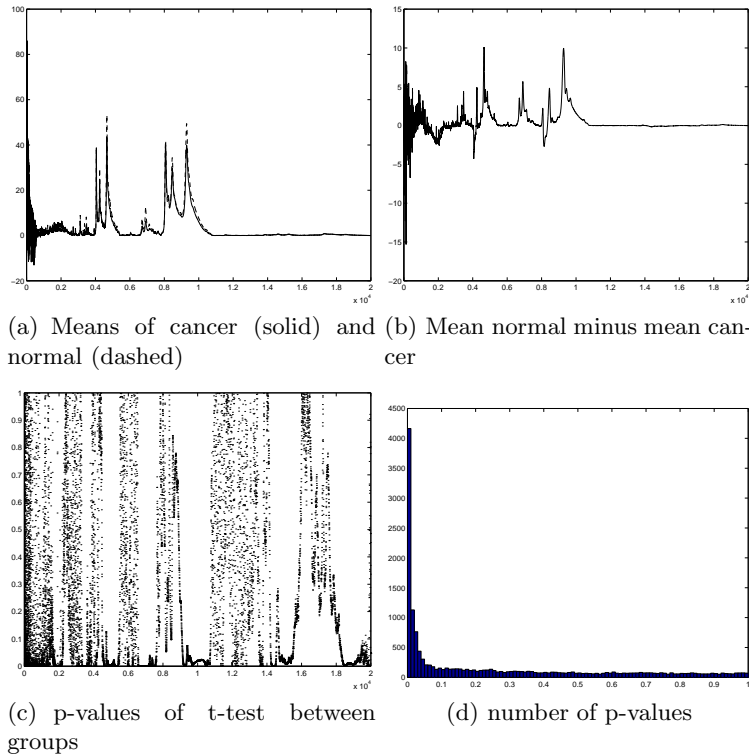 100
80
60
40
20
0
−20
0 0.2 0.4 0.6 0.8 1 1.2 1.4 1.6 1.8 2
x 10⁴
15
10
5
0
−5
−10
−15
−20
0 0.2 0.4 0.6 0.8 1 1.2 1.4 1.6 1.8 2
x 10⁴
(a) Means of cancer (solid) and
normal (dashed)
(b) Mean normal minus mean can-
cer
1
0.9
0.8
0.7
0.6
0.5
0.4
0.3
0.2
0.1
0
0 0.2 0.4 0.6 0.8 1 1.2 1.4 1.6 1.8 2
x 10⁴
4500
4000
3500
3000
2500
2000
1500
1000
500
0
0 0.1 0.2 0.3 0.4 0.5 0.6 0.7 0.8 0.9 1
(c) p-values of t-test between
groups
(d) number of p-values